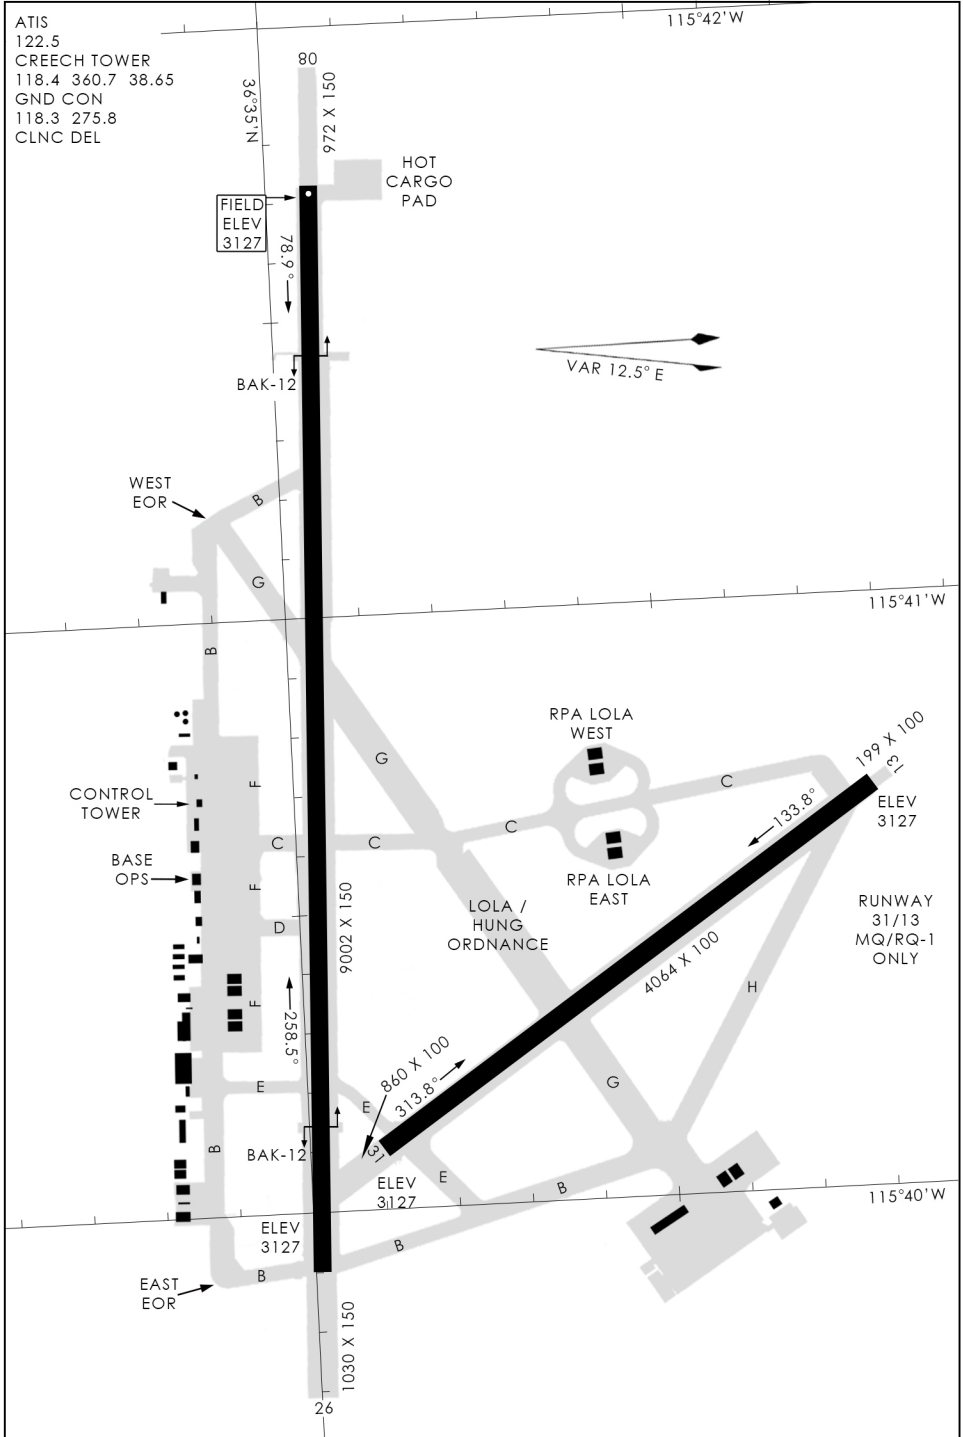 ATIS
122.5
CREECH TOWER
118.4 360.7 38.65
GND CON
118.3 275.8
CLNC DEL
115°42'W
08
36°35'N
972 X 150
HOT
CARGO
PAD
FIELD
ELEV
3127
78.9°
BAK-12
VAR 12.5° E
WEST
EOR
B
G
115°41'W
B
RPA LOLA
WEST
199 X 100
13
G
F
C
CONTROL
TOWER
ELEV
3127
133.8°
C
C
C
BASE
OPS
F
RPA LOLA
EAST
D
9002 X 150
LOLA /
HUNG
ORDNANCE
RUNWAY
31/13
MQ/RQ-1
ONLY
4064 X 100
H
F
258.5°
860 X 100
313.8°
G
E
E
B
BAK-12
31
ELEV
3127
E
B
115°40'W
ELEV
3127
B
B
EAST
EOR
1030 X 150
26